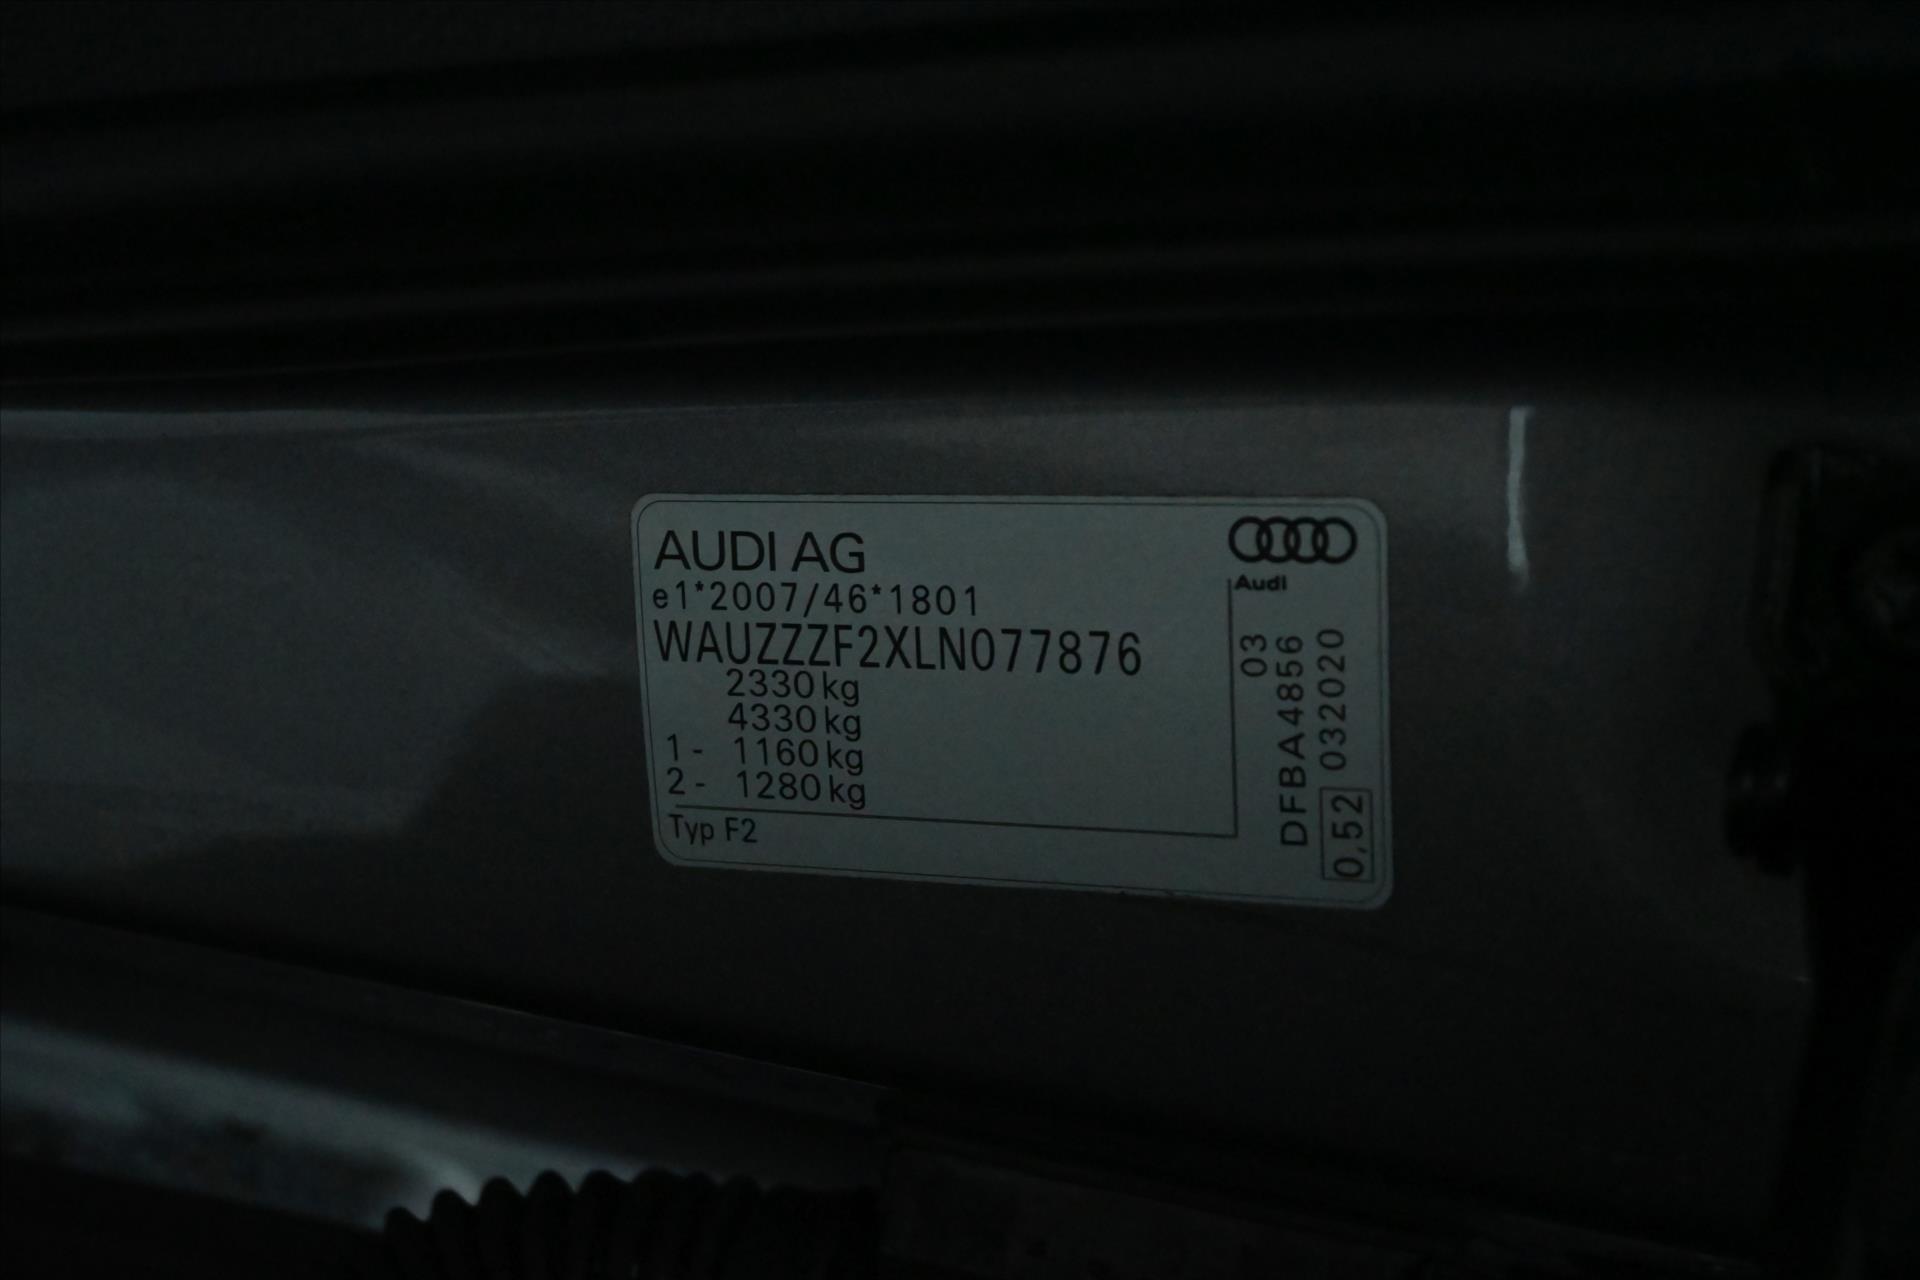 AUDI AG
e1*2007/46*1801
WAUZZZF2XLN077876
2330 kg
4330 kg
1 - 1160 kg
2 - 1280 kg
Typ F2
Audi
03
DFBA4856
0,52 032020